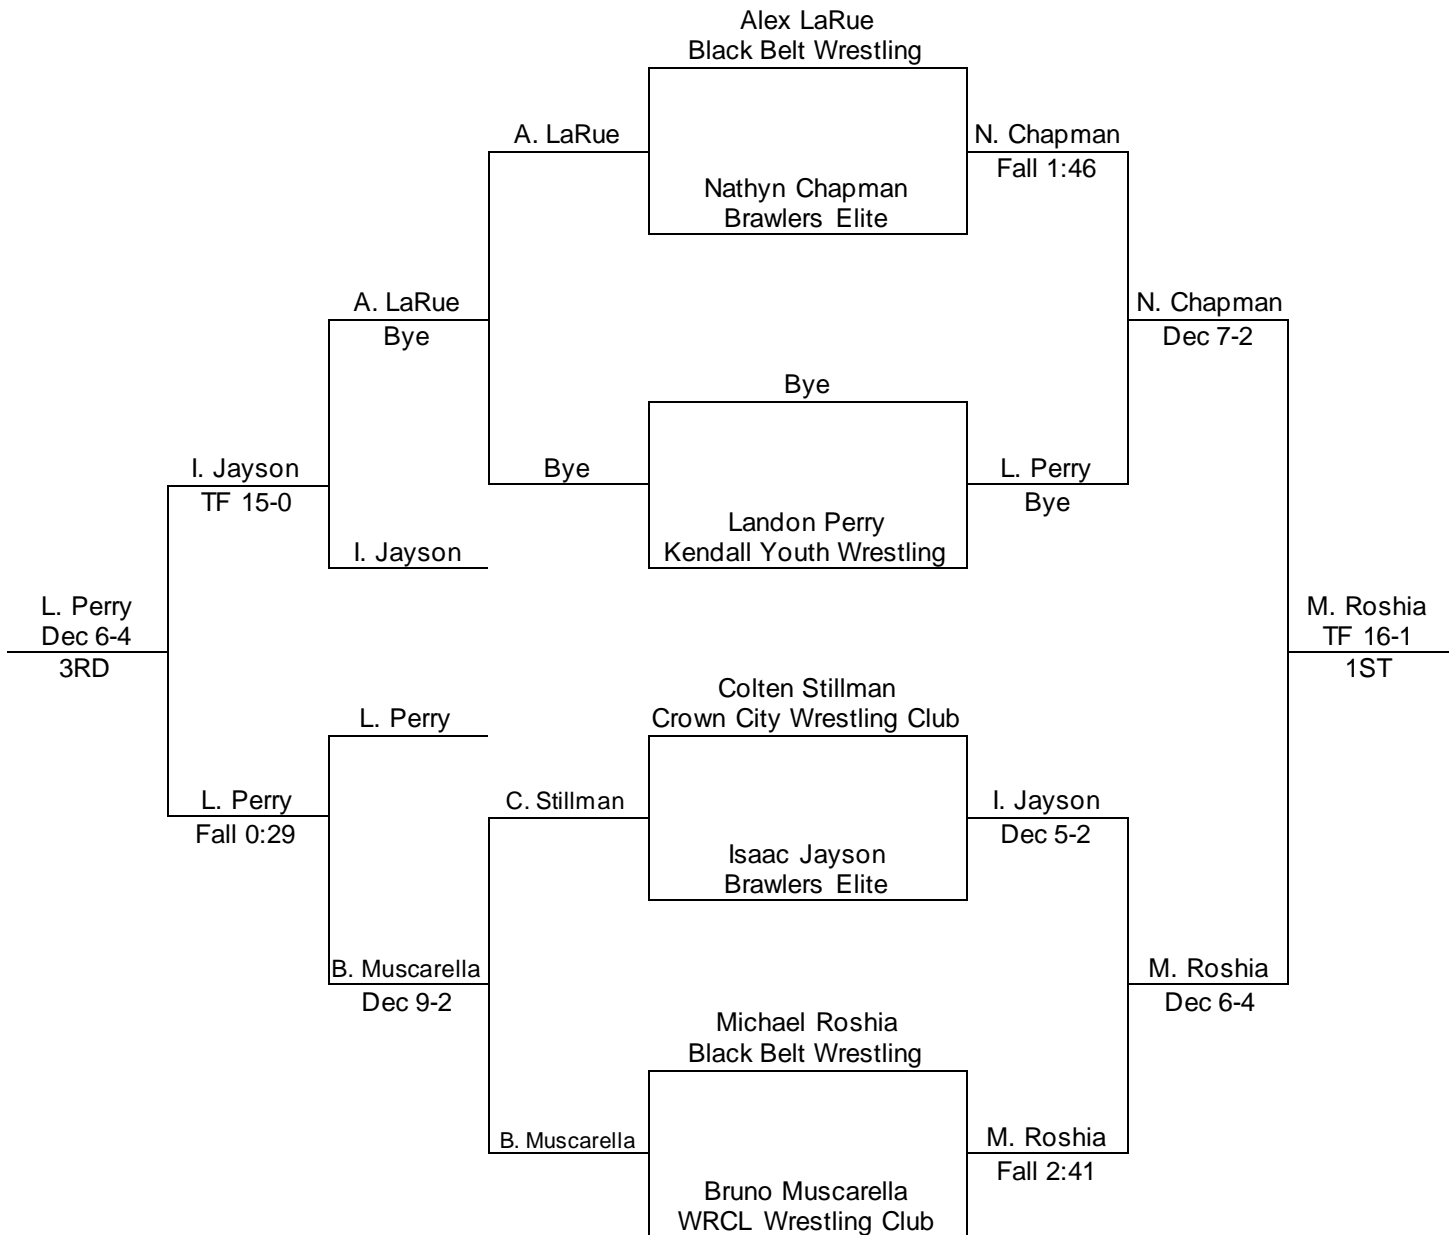 Alex LaRue
Black Belt Wrestling
A. LaRue
N. Chapman
Fall 1:46
Nathyn Chapman
Brawlers Elite
A. LaRue
Bye
N. Chapman
Dec 7-2
Bye
I. Jayson
TF 15-0
Bye
L. Perry
Bye
Landon Perry
Kendall Youth Wrestling
I. Jayson
L. Perry
Dec 6-4
3RD
M. Roshia
TF 16-1
1ST
Colten Stillman
Crown City Wrestling Club
L. Perry
L. Perry
Fall 0:29
C. Stillman
I. Jayson
Dec 5-2
Isaac Jayson
Brawlers Elite
B. Muscarella
Dec 9-2
M. Roshia
Dec 6-4
Michael Roshia
Black Belt Wrestling
B. Muscarella
M. Roshia
Fall 2:41
Bruno Muscarella
WRCL Wrestling Club